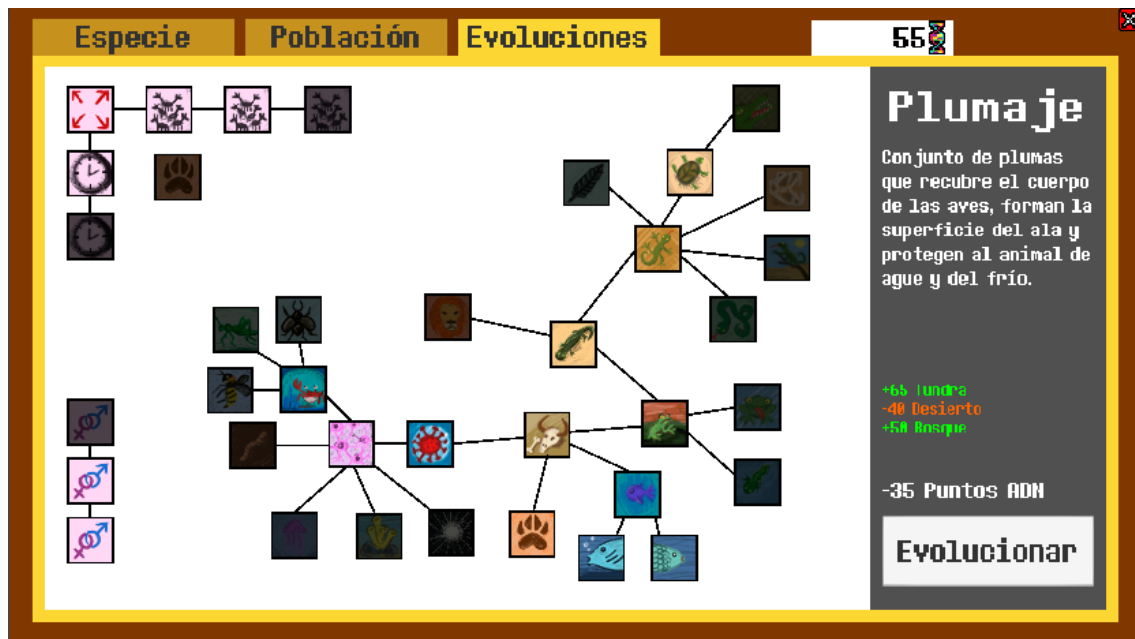 Especie
Población
Evoluciones
55
Plumaje
Conjunto de plumas
que recubre el cuerpo
de las aves, forman la
superficie del ala y
protegen al animal de
ague y del frío.
+65 Tundra
-40 Desierto
+50 Bosque
-35 Puntos ADN
Evolucionar